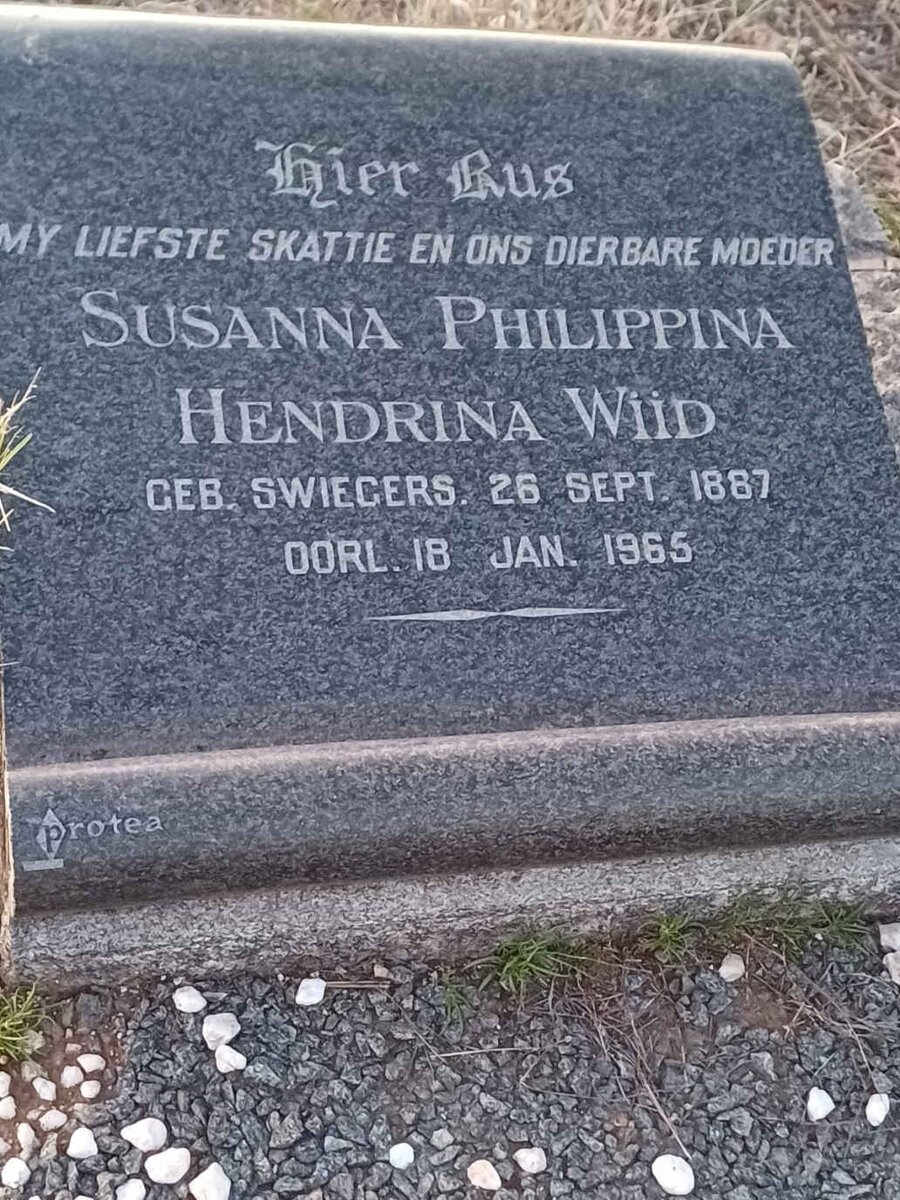 Hier Rus
MY LIEFSTE SKATTIE EN ONS DIERBARE MOEDER
SUSANNA PHILIPPINA
HENDRINA WIID
GEB. SWIEGERS. 26 SEPT. 1887
OORL. 18 JAN. 1965
protea